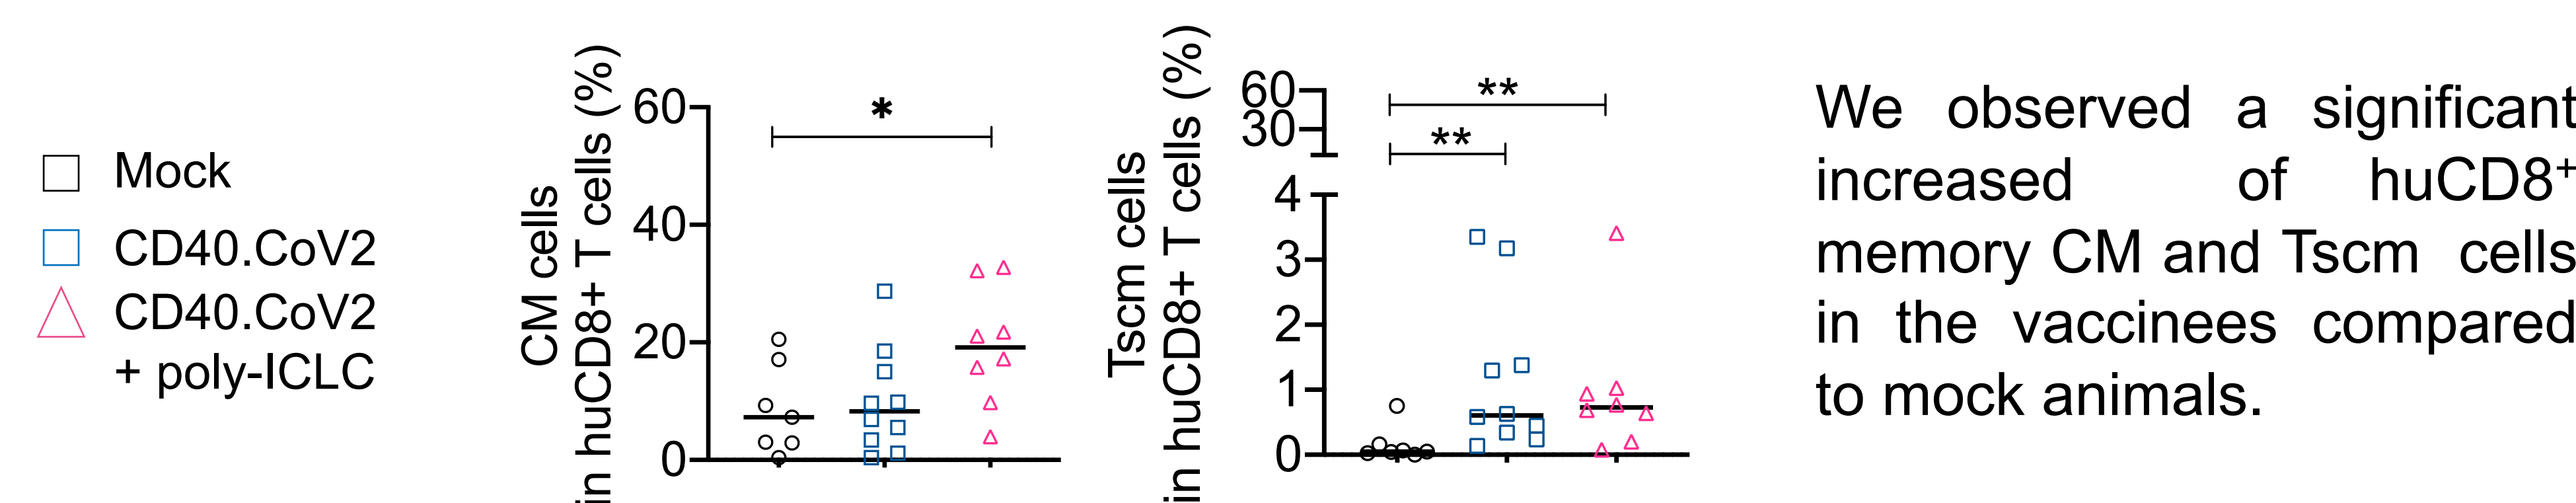 Mock
CD40.CoV2
CD40.CoV2
+ poly-ICLC
CM cells
in huCD8+ T cells (%)
60
40
20
0
*
Tscm cells
in huCD8+ T cells (%)
60
30
4
3
2
1
0
**
**
We observed a significant
increased of huCD8⁺
memory CM and Tscm cells
in the vaccinees compared
to mock animals.